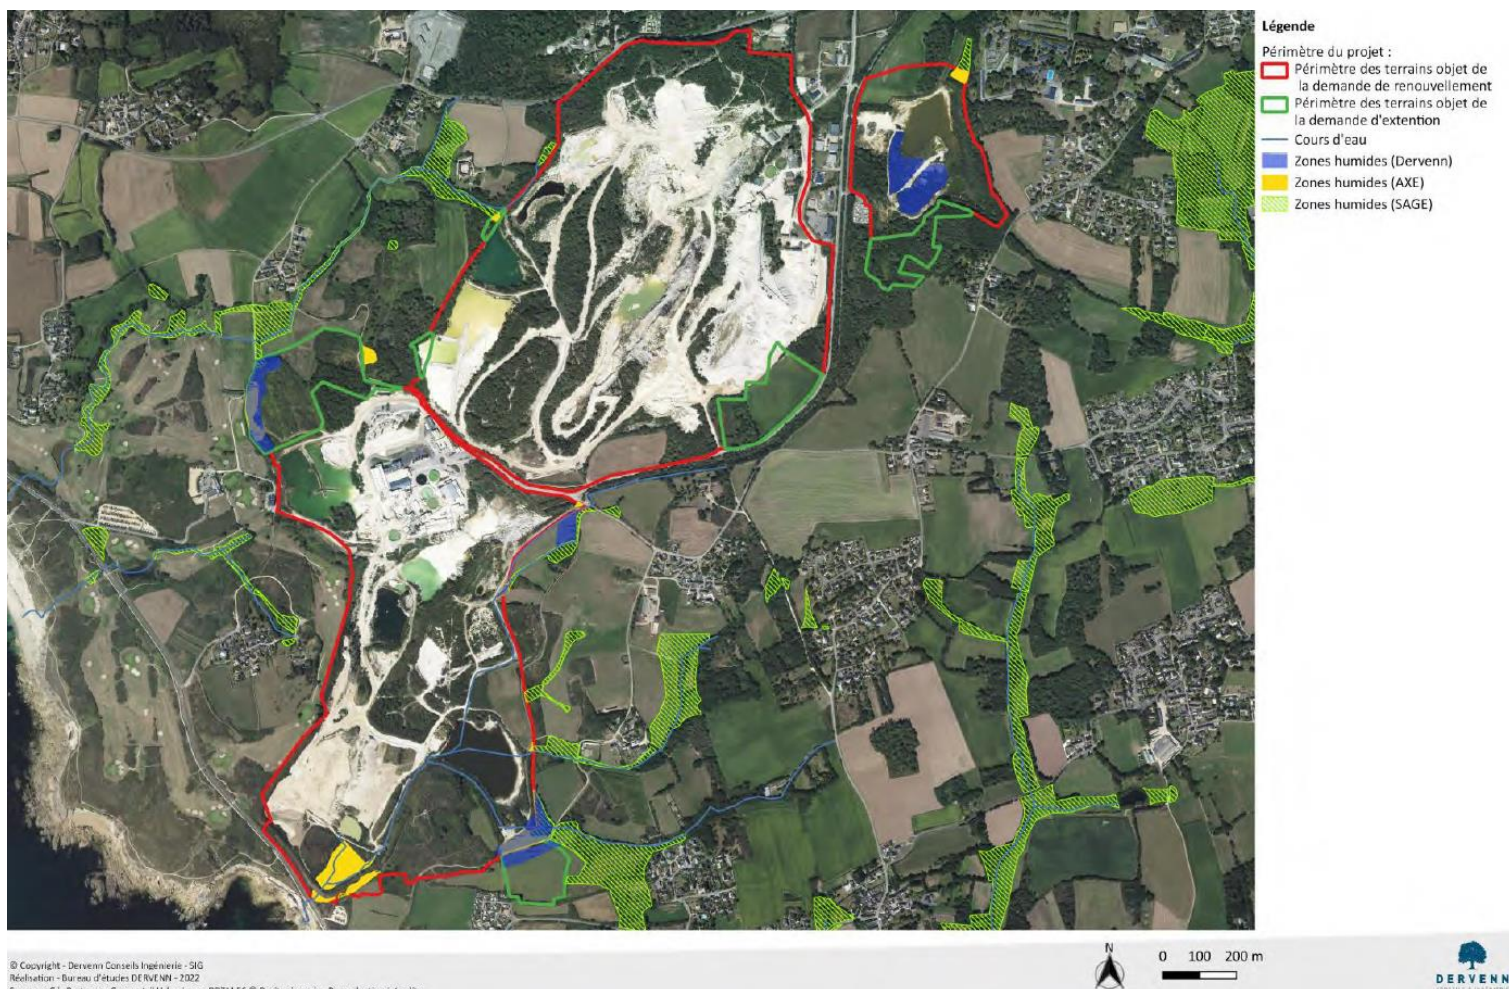 Légende
Périmètre du projet :
Périmètre des terrains objet de
la demande de renouvellement
Périmètre des terrains objet de
la demande d'extention
Cours d'eau
Zones humides (Dervenn)
Zones humides (AXE)
Zones humides (SAGE)
© Copyright - Dervenn Conseils Ingénierie - SIG
Réalisation - Bureau d'études DERVENN - 2022
N
0 100 200 m
DERVENN